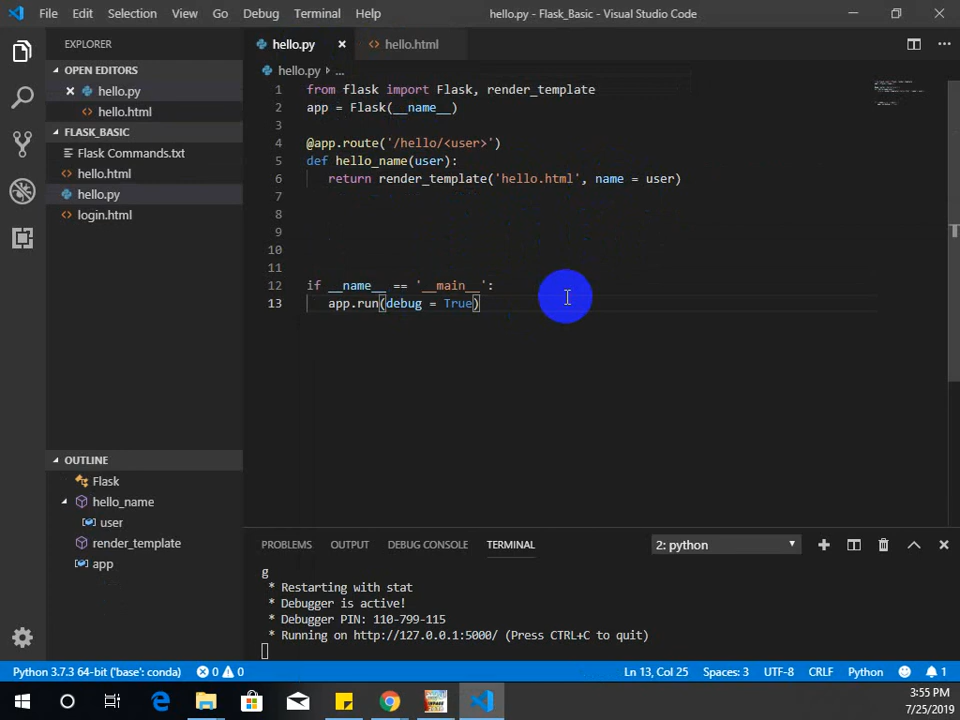 File Edit Selection View Go Debug Terminal Help hello.py - Flask_Basic - Visual Studio Code
EXPLORER
OPEN EDITORS
hello.py
hello.html
FLASK_BASIC
Flask Commands.txt
hello.html
hello.py
login.html
OUTLINE
Flask
hello_name
user
render_template
app
hello.py hello.html
hello.py ...
1 from flask import Flask, render_template
2 app = Flask(__name__)
3
4 @app.route('/hello/<user>')
5 def hello_name(user):
6 return render_template('hello.html', name = user)
7
8
9
10
11
12 if __name__ == '__main__':
13 app.run(debug = True)
PROBLEMS OUTPUT DEBUG CONSOLE TERMINAL 2: python
g
* Restarting with stat
* Debugger is active!
* Debugger PIN: 110-799-115
* Running on http://127.0.0.1:5000/ (Press CTRL+C to quit)
Python 3.7.3 64-bit ('base': conda) 0 0 Ln 13, Col 25 Spaces: 3 UTF-8 CRLF Python 1
3:55 PM
7/25/2019